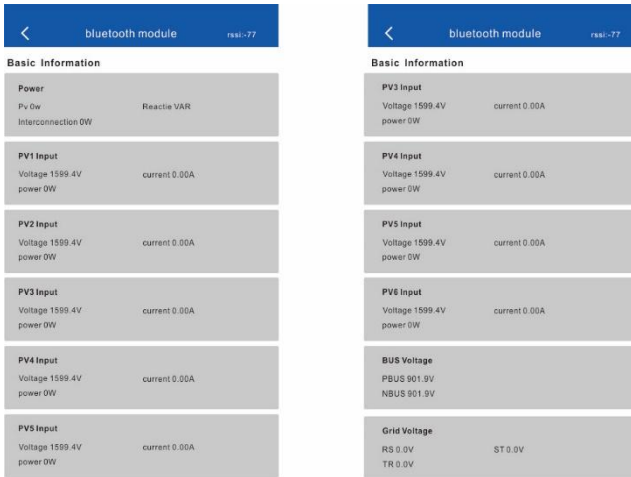 bluetooth module rssi:-77
Basic Information
Power
Pv 0w Reactie VAR
Interconnection 0W
PV1 Input
Voltage 1599.4V current 0.00A
power 0W
PV2 Input
Voltage 1599.4V current 0.00A
power 0W
PV3 Input
Voltage 1599.4V current 0.00A
power 0W
PV4 Input
Voltage 1599.4V current 0.00A
power 0W
PV5 Input
Voltage 1599.4V current 0.00A
power 0W
bluetooth module rssi:-77
Basic Information
PV3 Input
Voltage 1599.4V current 0.00A
power 0W
PV4 Input
Voltage 1599.4V current 0.00A
power 0W
PV5 Input
Voltage 1599.4V current 0.00A
power 0W
PV6 Input
Voltage 1599.4V current 0.00A
power 0W
BUS Voltage
PBUS 901.9V
NBUS 901.9V
Grid Voltage
RS 0.0V ST 0.0V
TR 0.0V